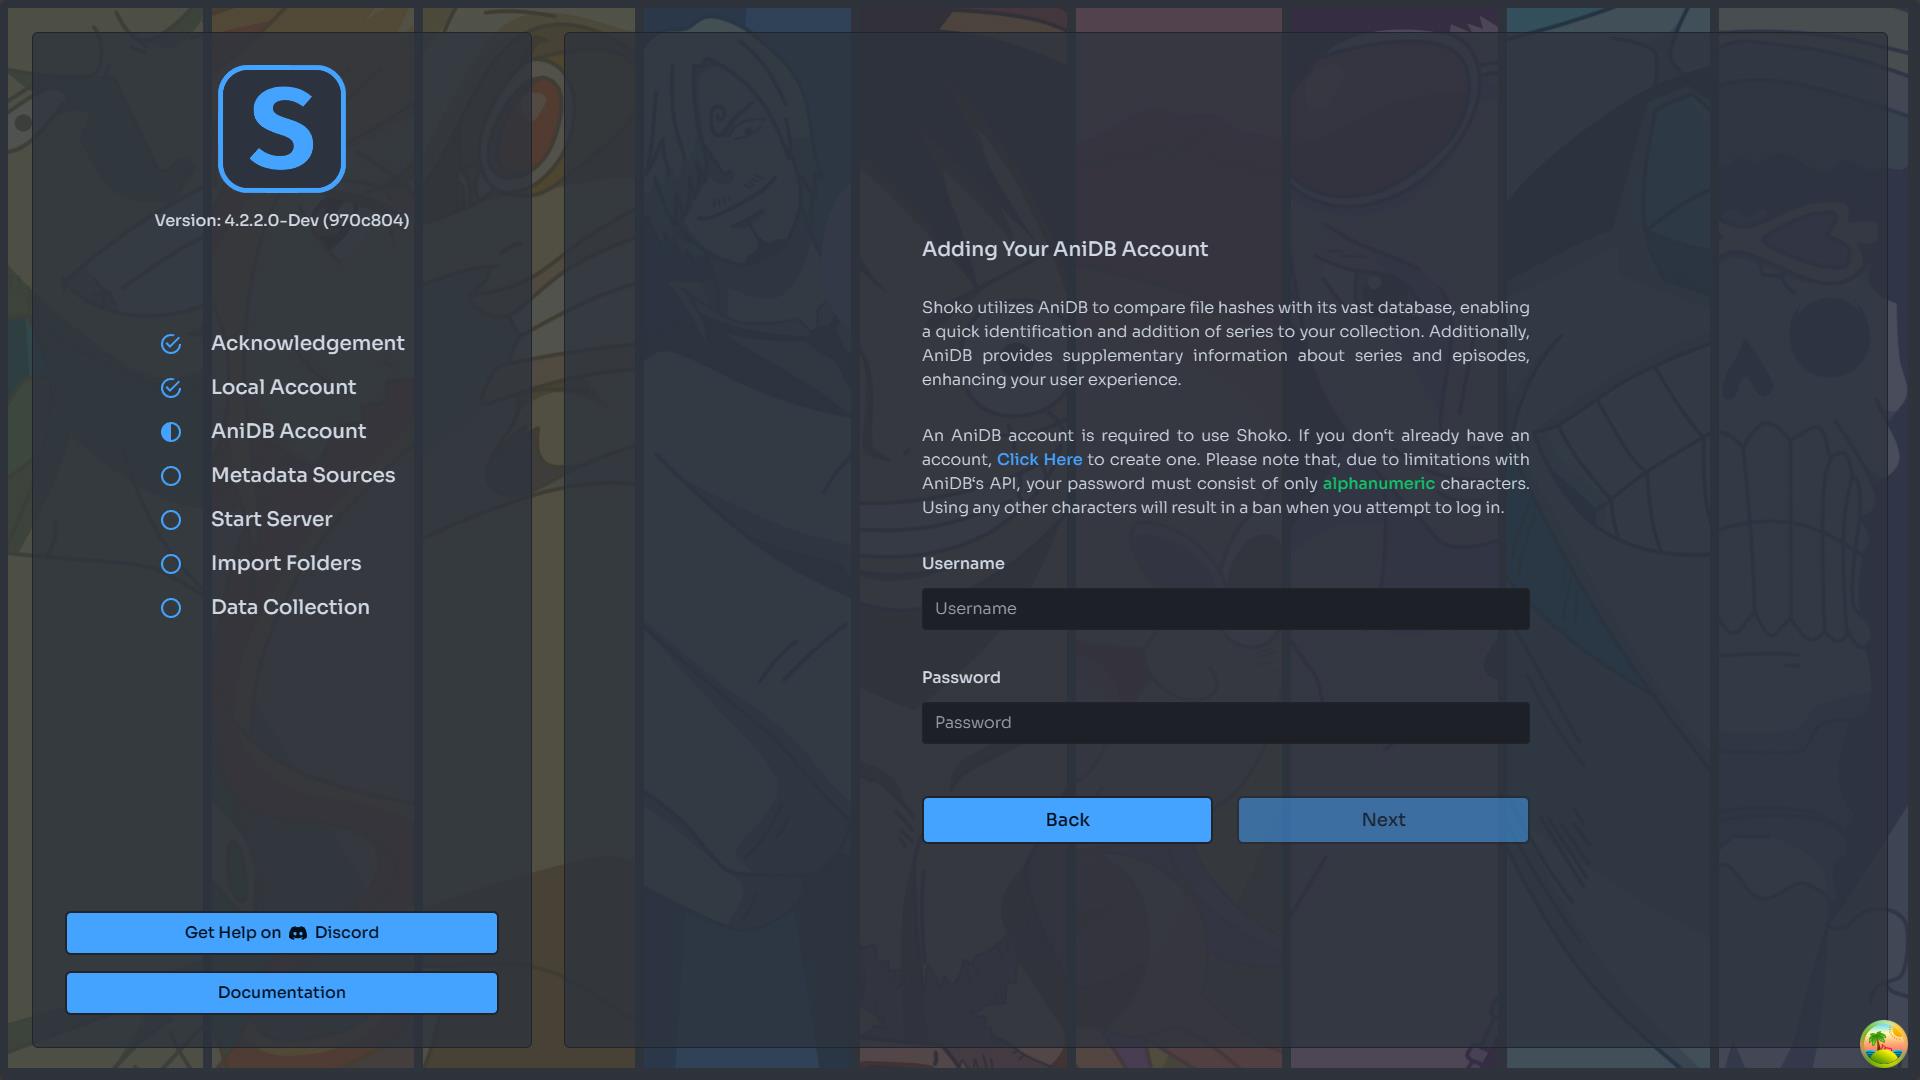 S
Version: 4.2.2.0-Dev (970c804)
Acknowledgement
Local Account
AniDB Account
Metadata Sources
Start Server
Import Folders
Data Collection
Get Help on Discord
Documentation
Adding Your AniDB Account
Shoko utilizes AniDB to compare file hashes with its vast database, enabling
a quick identification and addition of series to your collection. Additionally,
AniDB provides supplementary information about series and episodes,
enhancing your user experience.
An AniDB account is required to use Shoko. If you don‘t already have an
account, Click Here to create one. Please note that, due to limitations with
AniDB‘s API, your password must consist of only alphanumeric characters.
Using any other characters will result in a ban when you attempt to log in.
Username
Username
Password
Password
Back
Next